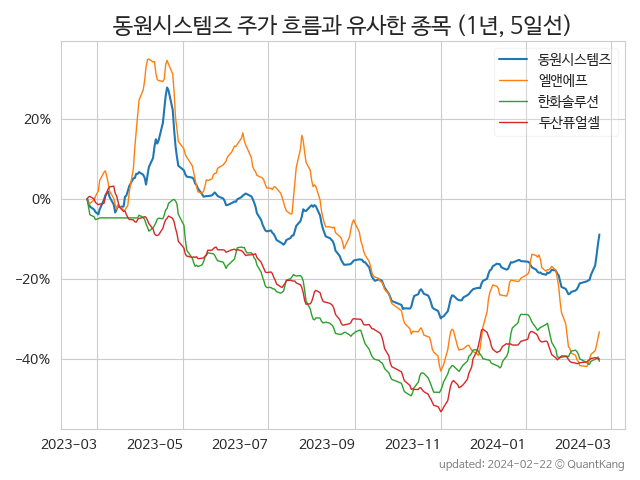 동원시스템즈 주가 흐름과 유사한 종목 (1년, 5일선)
동원시스템즈
엘앤에프
한화솔루션
두산퓨얼셀
20%
0%
−20%
−40%
2023−03 2023−05 2023−07 2023−09 2023−11 2024−01 2024−03
updated: 2024−02−22 ⓒ QuantKang